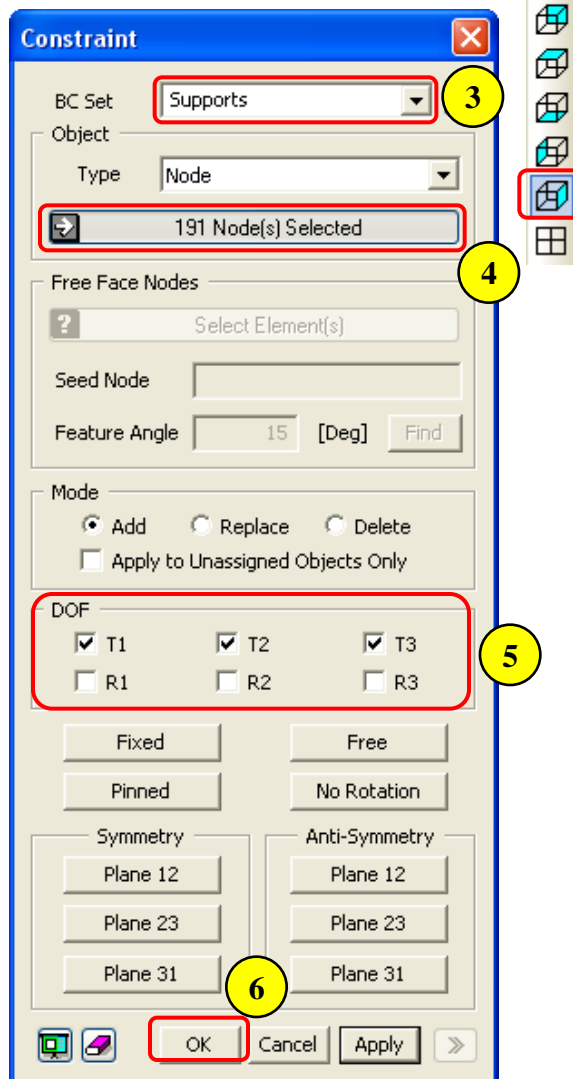 Constraint
BC Set Supports 3
Object
Type Node
191 Node(s) Selected
4
Free Face Nodes
? Select Element(s)
Seed Node
Feature Angle 15 [Deg] Find
Mode
Add Replace Delete
Apply to Unassigned Objects Only
DOF
T1 T2 T3
5
R1 R2 R3
Fixed Free
Pinned No Rotation
Symmetry Anti-Symmetry
Plane 12 Plane 12
Plane 23 Plane 23
Plane 31 Plane 31
6
OK Cancel Apply >>